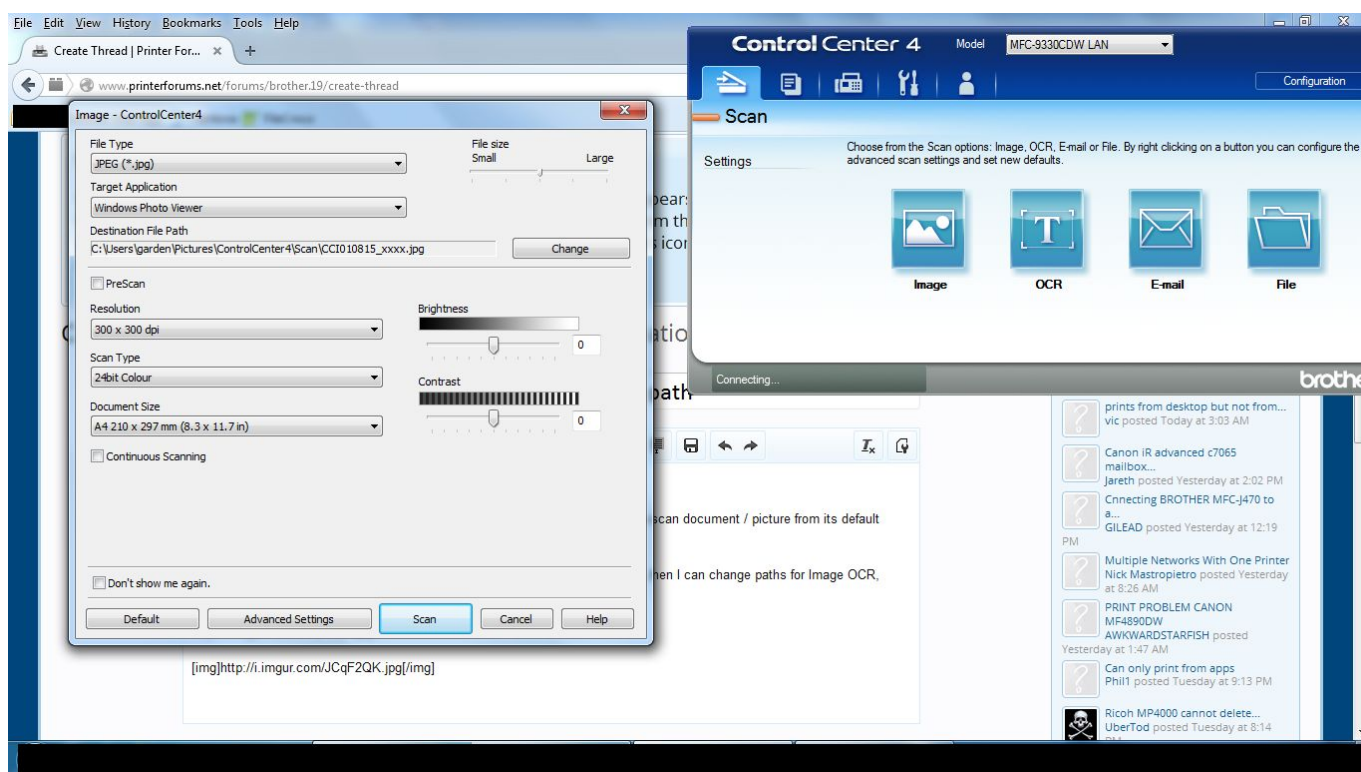 File Edit View History Bookmarks Tools Help
Create Thread | Printer For... × +
www.printerforums.net/forums/brother.19/create-thread
Image - ControlCenter4
File Type
JPEG (*.jpg)
File size
Small Large
Target Application
Windows Photo Viewer
Destination File Path
C:\Users\garden\Pictures\ControlCenter4\Scan\CCI010815_xxxx.jpg
Change
PreScan
Resolution
300 x 300 dpi
Scan Type
24bit Colour
Document Size
A4 210 x 297 mm (8.3 x 11.7 in)
Continuous Scanning
Brightness
0
Contrast
0
Don't show me again.
Default Advanced Settings Scan Cancel Help
ControlCenter 4 Model MFC-9330CDW LAN
Configuration
Scan
Settings
Choose from the Scan options: Image, OCR, E-mail or File. By right clicking on a button you can configure the
advanced scan settings and set new defaults.
T
Image OCR E-mail File
Connecting...
path
scan document / picture from its default
I can change paths for Image OCR,
[img]http://i.imgur.com/JCqF2QK.jpg[/img]
prints from desktop but not from...
vic posted Today at 3:03 AM
Canon iR advanced c7065
mailbox...
Jareth posted Yesterday at 2:02 PM
Cnnecting BROTHER MFC-J470 to
a...
GILEAD posted Yesterday at 12:19
PM
Multiple Networks With One Printer
Nick Mastropietro posted Yesterday
at 8:26 AM
PRINT PROBLEM CANON
MF4890DW
AWKWARDSTARFISH posted
Yesterday at 1:47 AM
Can only print from apps
Phil1 posted Tuesday at 9:13 PM
Ricoh MP4000 cannot delete...
UberTod posted Tuesday at 8:14